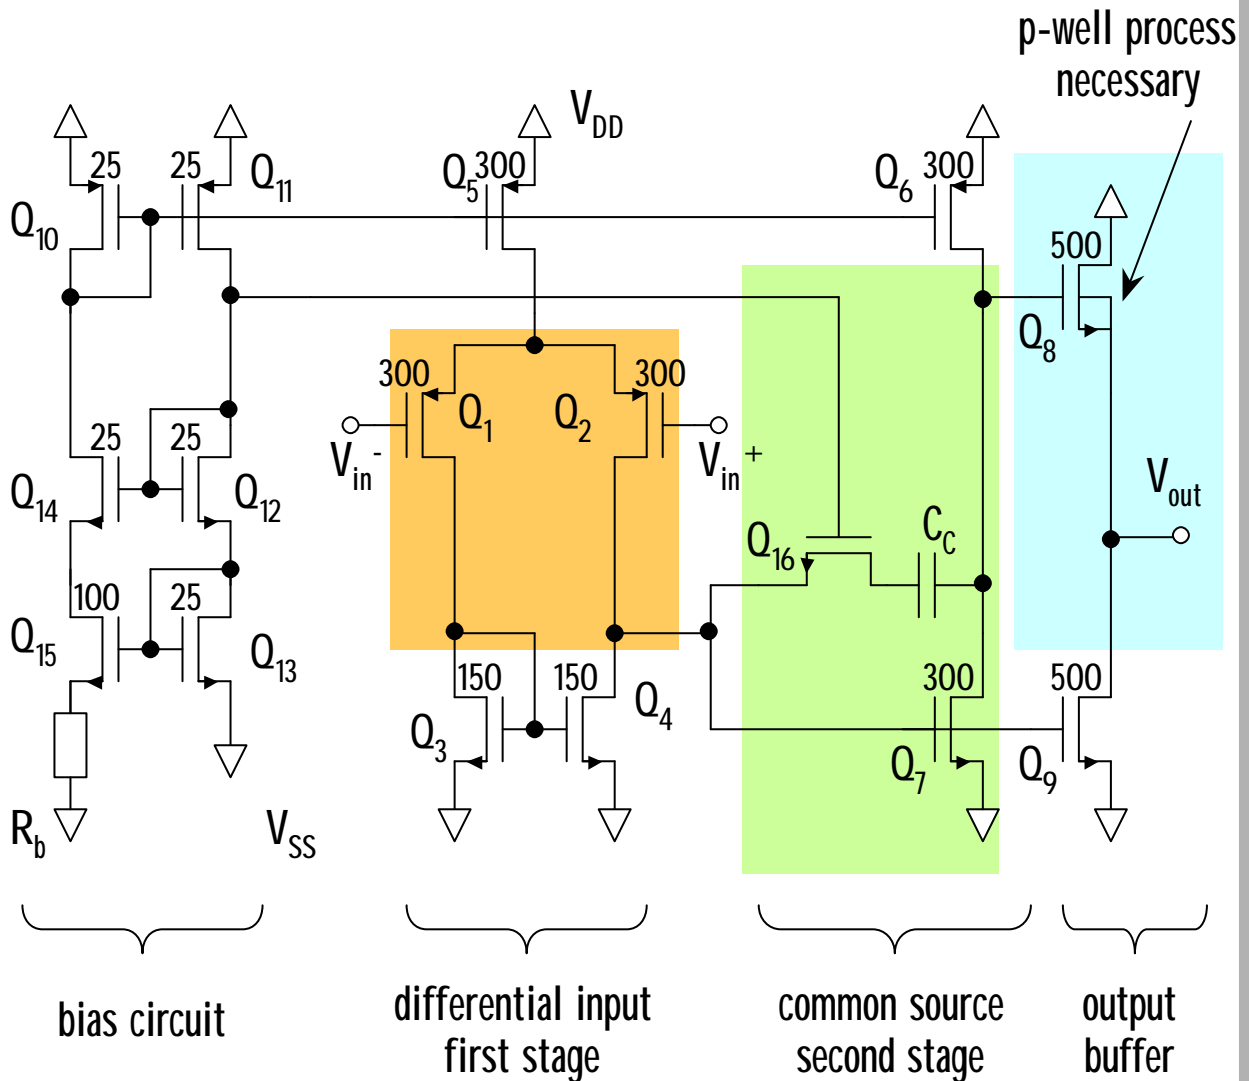 p-well process
necessary
V_DD
25
25
Q_11
Q_5
300
Q_6
300
Q_10
500
Q_8
300
Q_1
Q_2
300
V_in^-
V_in^+
25
25
Q_14
Q_12
V_out
Q_16
C_C
100
25
Q_15
Q_13
150
150
Q_3
Q_4
300
500
Q_7
Q_9
R_b
V_SS
bias circuit
differential input
first stage
common source
second stage
output
buffer